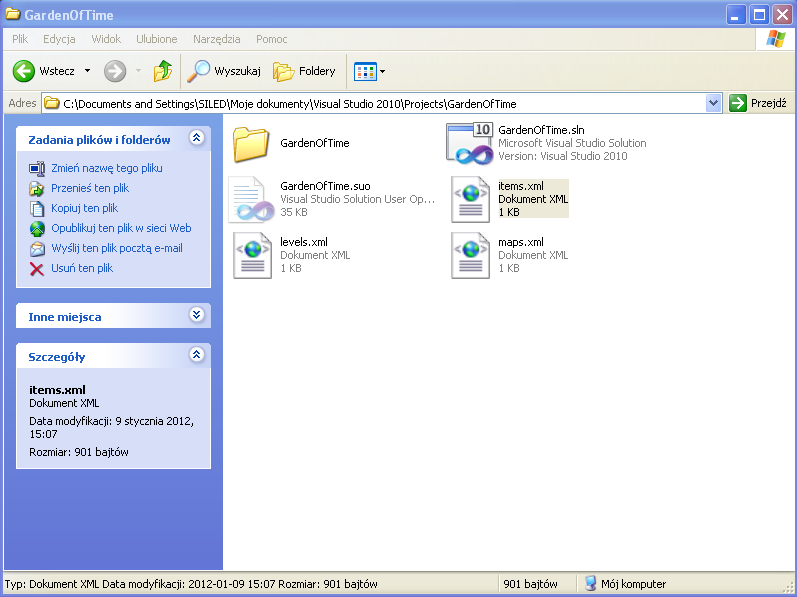 GardenOfTime
Plik Edycja Widok Ulubione Narzędzia Pomoc
Wstecz Wyszukaj Foldery
Adres C:\Documents and Settings\SILED\Moje dokumenty\Visual Studio 2010\Projects\GardenOfTime Przejdź
Zadania plików i folderów
Zmień nazwę tego pliku
Przenieś ten plik
Kopiuj ten plik
Opublikuj ten plik w sieci Web
Wyślij ten plik pocztą e-mail
Usuń ten plik
Inne miejsca
Szczegóły
items.xml
Dokument XML
Data modyfikacji: 9 stycznia 2012,
15:07
Rozmiar: 901 bajtów
GardenOfTime
10
GardenOfTime.sln
Microsoft Visual Studio Solution
Version: Visual Studio 2010
GardenOfTime.suo
Visual Studio Solution User Op...
35 KB
items.xml
Dokument XML
1 KB
levels.xml
Dokument XML
1 KB
maps.xml
Dokument XML
1 KB
Typ: Dokument XML Data modyfikacji: 2012-01-09 15:07 Rozmiar: 901 bajtów 901 bajtów Mój komputer